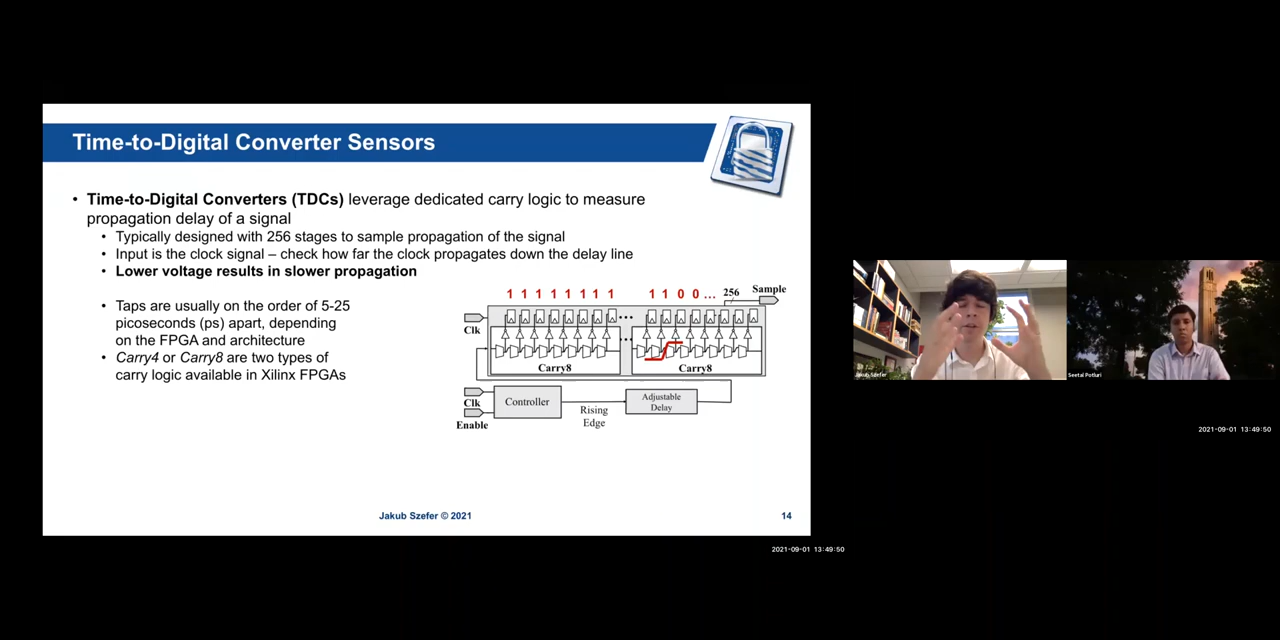 Time-to-Digital Converter Sensors
• Time-to-Digital Converters (TDCs) leverage dedicated carry logic to measure
propagation delay of a signal
• Typically designed with 256 stages to sample propagation of the signal
• Input is the clock signal – check how far the clock propagates down the delay line
• Lower voltage results in slower propagation
• Taps are usually on the order of 5-25
picoseconds (ps) apart, depending
on the FPGA and architecture
• Carry4 or Carry8 are two types of
carry logic available in Xilinx FPGAs
1 1 1 1 1 1 1 1 1 1 0 0 ... 256 Sample
Clk
Carry8 Carry8
Clk
Enable
Controller
Rising
Edge
Adjustable
Delay
Jakub Szefer © 2021
14
Jakub Szefer
Seetal Potluri
2021-09-01 13:49:50
2021-09-01 13:49:50